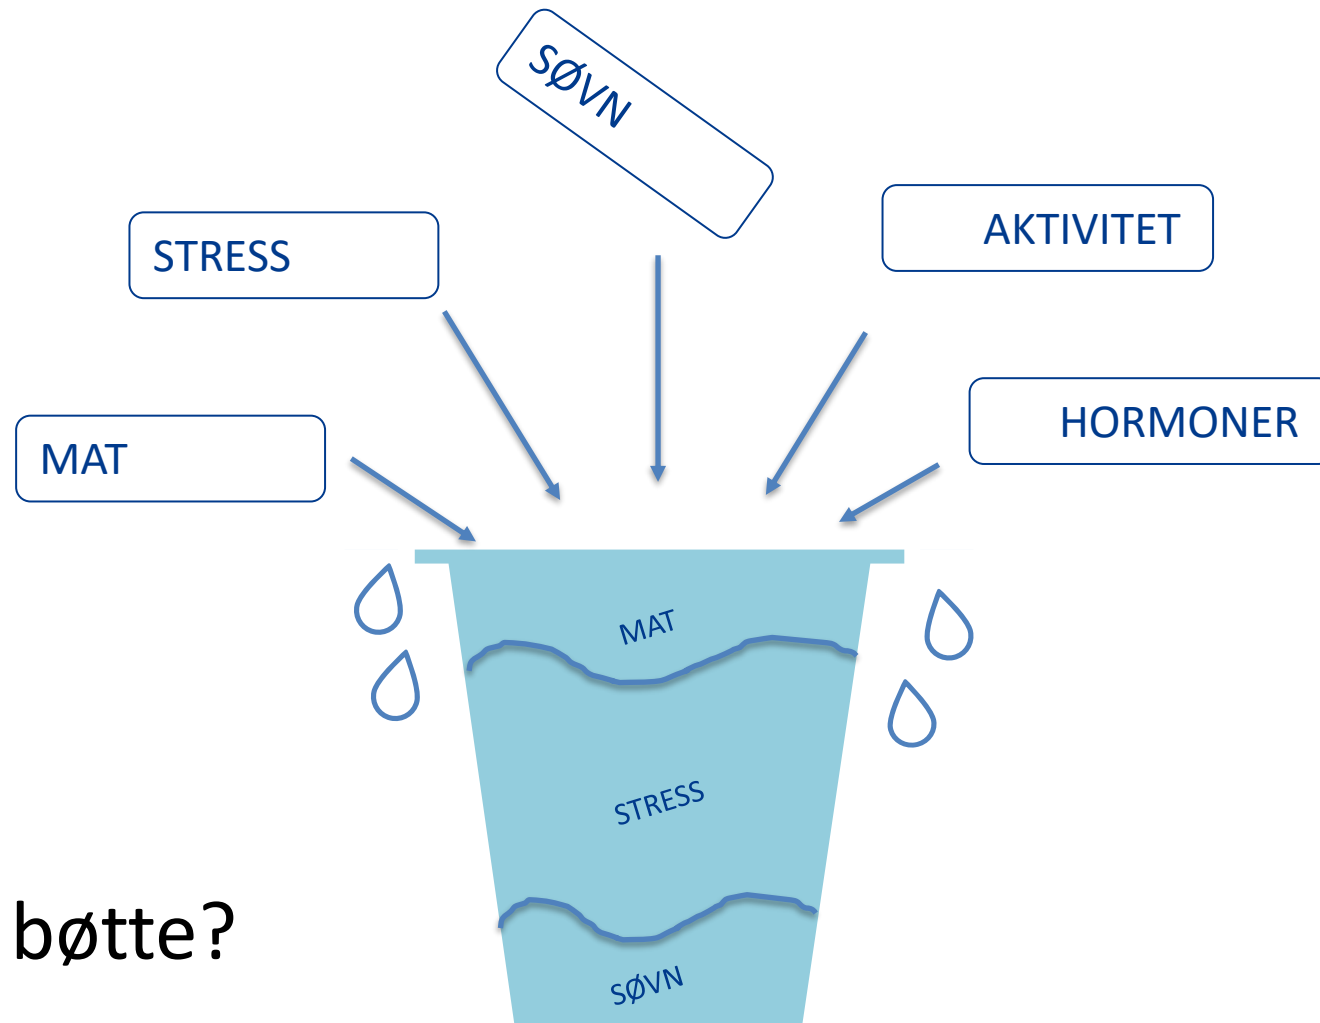 SØVN
STRESS
AKTIVITET
MAT
HORMONER
MAT
STRESS
bøtte?
SØVN